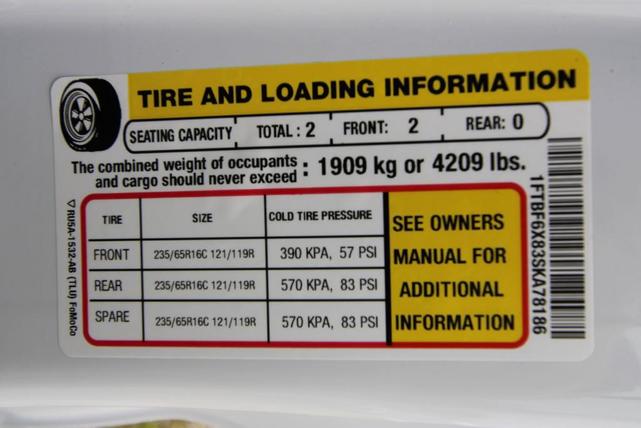 TIRE AND LOADING INFORMATION
SEATING CAPACITY TOTAL : 2 FRONT: 2 REAR: 0
The combined weight of occupants and cargo should never exceed : 1909 kg or 4209 lbs.
TIRE SIZE COLD TIRE PRESSURE
FRONT 235/65R16C 121/119R 390 KPA, 57 PSI
REAR 235/65R16C 121/119R 570 KPA, 83 PSI
SPARE 235/65R16C 121/119R 570 KPA, 83 PSI
SEE OWNERS
MANUAL FOR
ADDITIONAL
INFORMATION
▽RU5A-1532-AB (TLU) FoMoCo
1FTBF6X83SKA78186